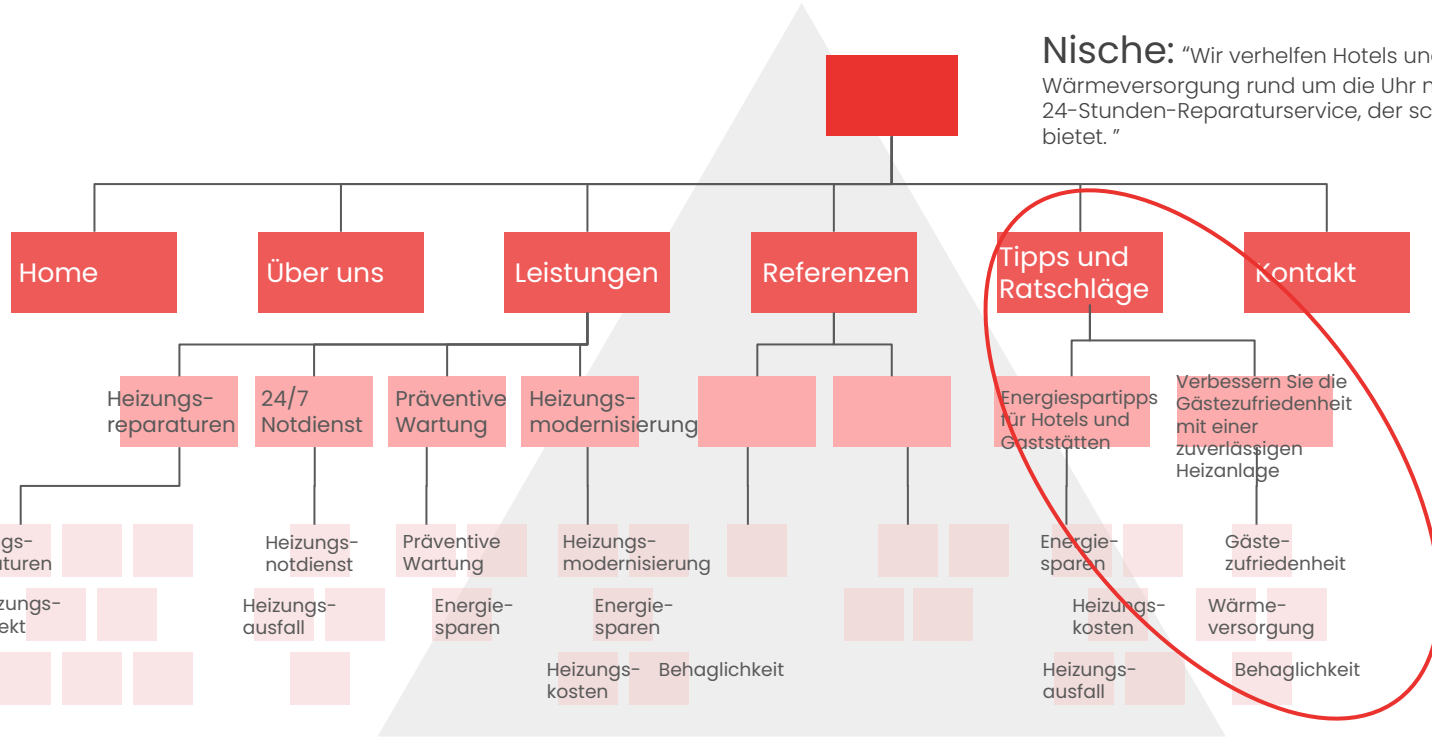 Nische: "Wir verhelfen Hotels und
Wärmeversorgung rund um die Uhr
24-Stunden-Reparaturservice, der
bietet. "
Home
Über uns
Leistungen
Referenzen
Tipps und
Ratschläge
Kontakt
Heizungs-
reparaturen
24/7
Notdienst
Präventive
Wartung
Heizungs-
modernisierung
Energiespartipps
für Hotels und
Gaststätten
Verbessern Sie die
Gästezufriedenheit
mit einer
zuverlässigen
Heizanlage
Heizungs-
notdienst
Präventive
Wartung
Heizungs-
modernisierung
Energie-
sparen
Gäste-
zufriedenheit
Heizungs-
ausfall
Energie-
sparen
Energie-
sparen
Heizungs-
kosten
Wärme-
versorgung
Heizungs-
kosten
Behaglichkeit
Heizungs-
ausfall
Behaglichkeit